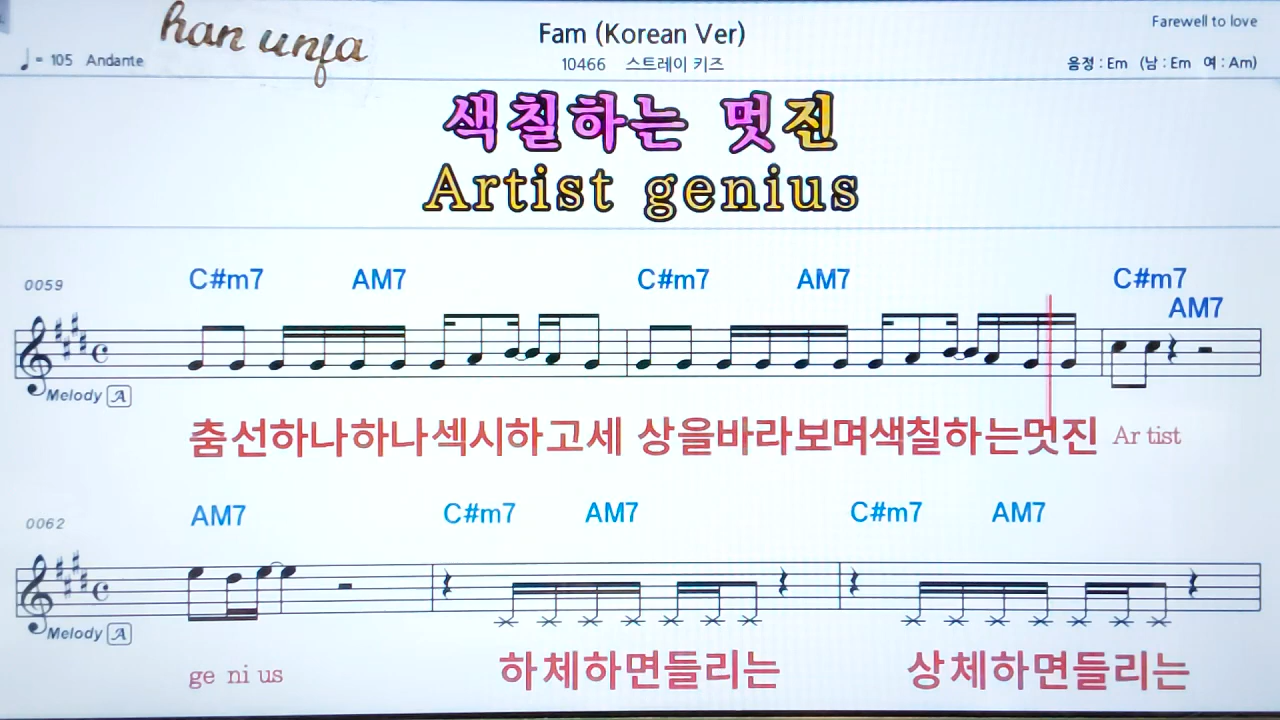 han unfa
Fam (Korean Ver)
Farewell to love
♩= 105 Andante
10466 스트레이 키즈
음정 : Em (남 : Em 여 : Am)
색칠하는 멋진
Artist genius
0059
C#m7 AM7 C#m7 AM7 C#m7 AM7
Melody A
춤선하나하나섹시하고세 상을바라보며색칠하는멋진 Ar tist
0062
AM7 C#m7 AM7 C#m7 AM7
Melody A
ge ni us 하체하면들리는 상체하면들리는